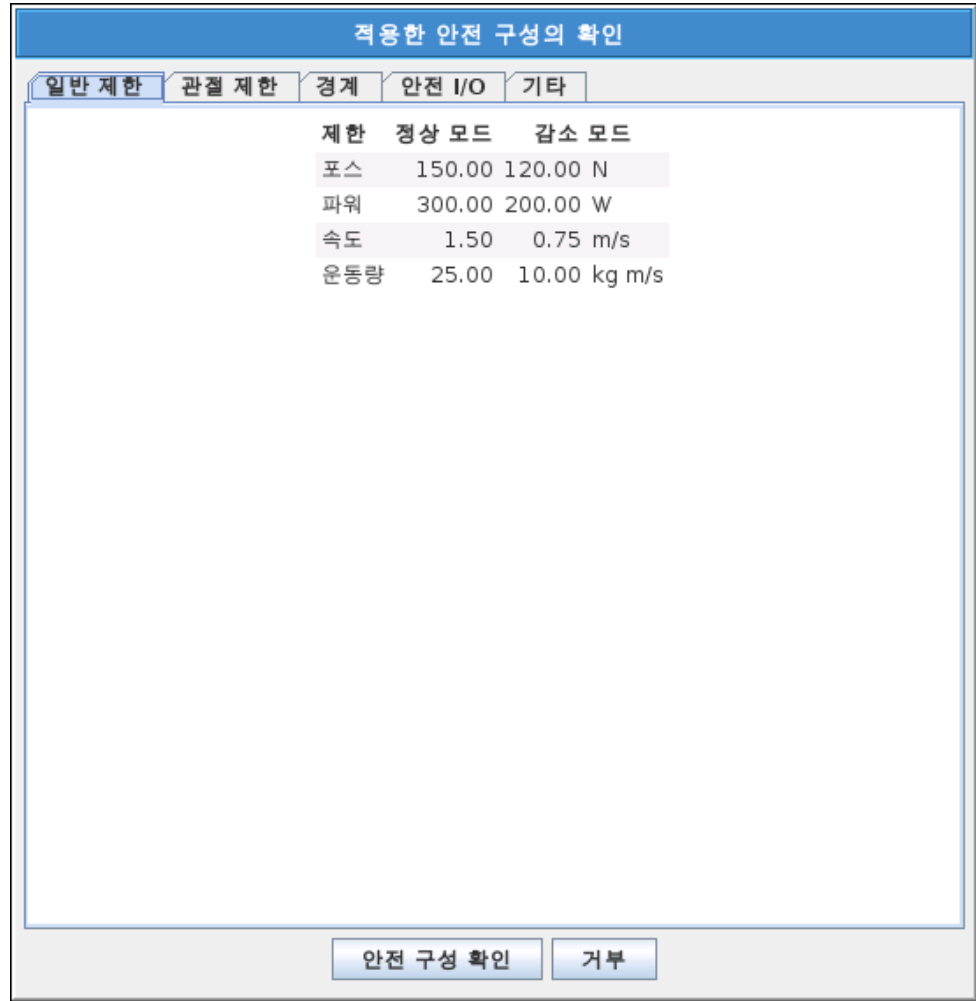 적용한 안전 구성의 확인
일반 제한 관절 제한 경계 안전 I/O 기타
제한 정상 모드 감소 모드
포스 150.00 120.00 N
파워 300.00 200.00 W
속도 1.50 0.75 m/s
운동량 25.00 10.00 kg m/s
안전 구성 확인 거부